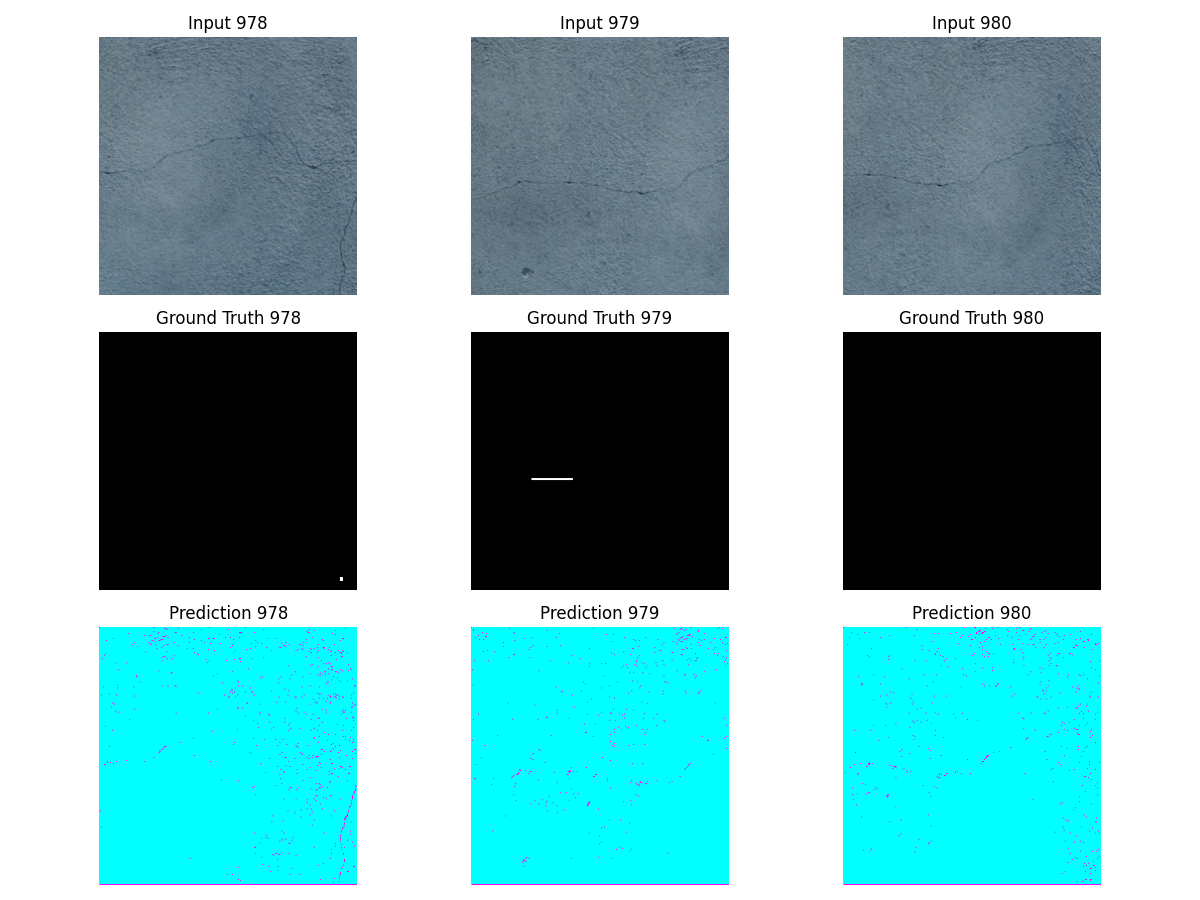 Input 978
Input 979
Input 980
Ground Truth 978
Ground Truth 979
Ground Truth 980
Prediction 978
Prediction 979
Prediction 980